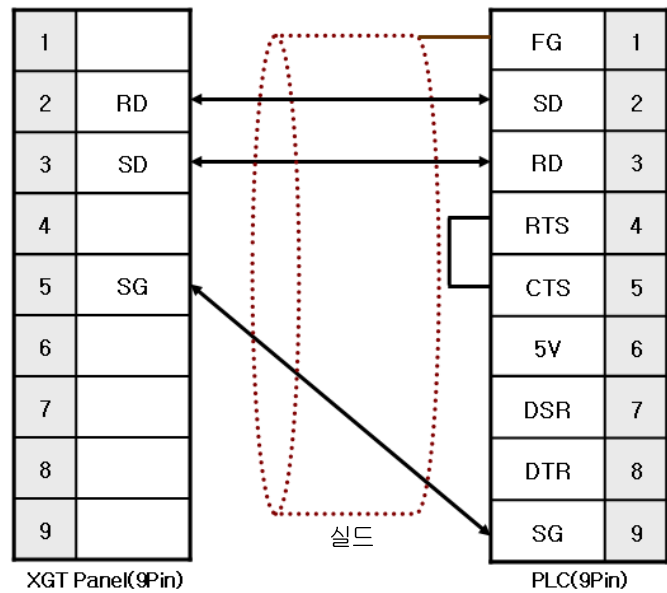 1 FG 1
2 RD SD 2
3 SD RD 3
4 RTS 4
5 SG CTS 5
6 5V 6
7 DSR 7
8 DTR 8
9 SG 9
실드
XGT Panel(9Pin) PLC(9Pin)